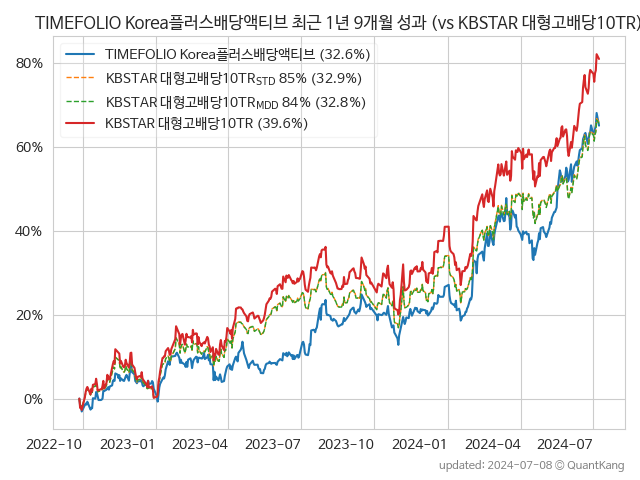 TIMEFOLIO Korea플러스배당액티브 최근 1년 9개월 성과 (vs KBSTAR 대형고배당10TR)
TIMEFOLIO Korea플러스배당액티브 (32.6%)
KBSTAR 대형고배당10TR_STD 85% (32.9%)
KBSTAR 대형고배당10TR_MDD 84% (32.8%)
KBSTAR 대형고배당10TR (39.6%)
80%
60%
40%
20%
0%
2022-10 2023-01 2023-04 2023-07 2023-10 2024-01 2024-04 2024-07
updated: 2024-07-08 © QuantKang